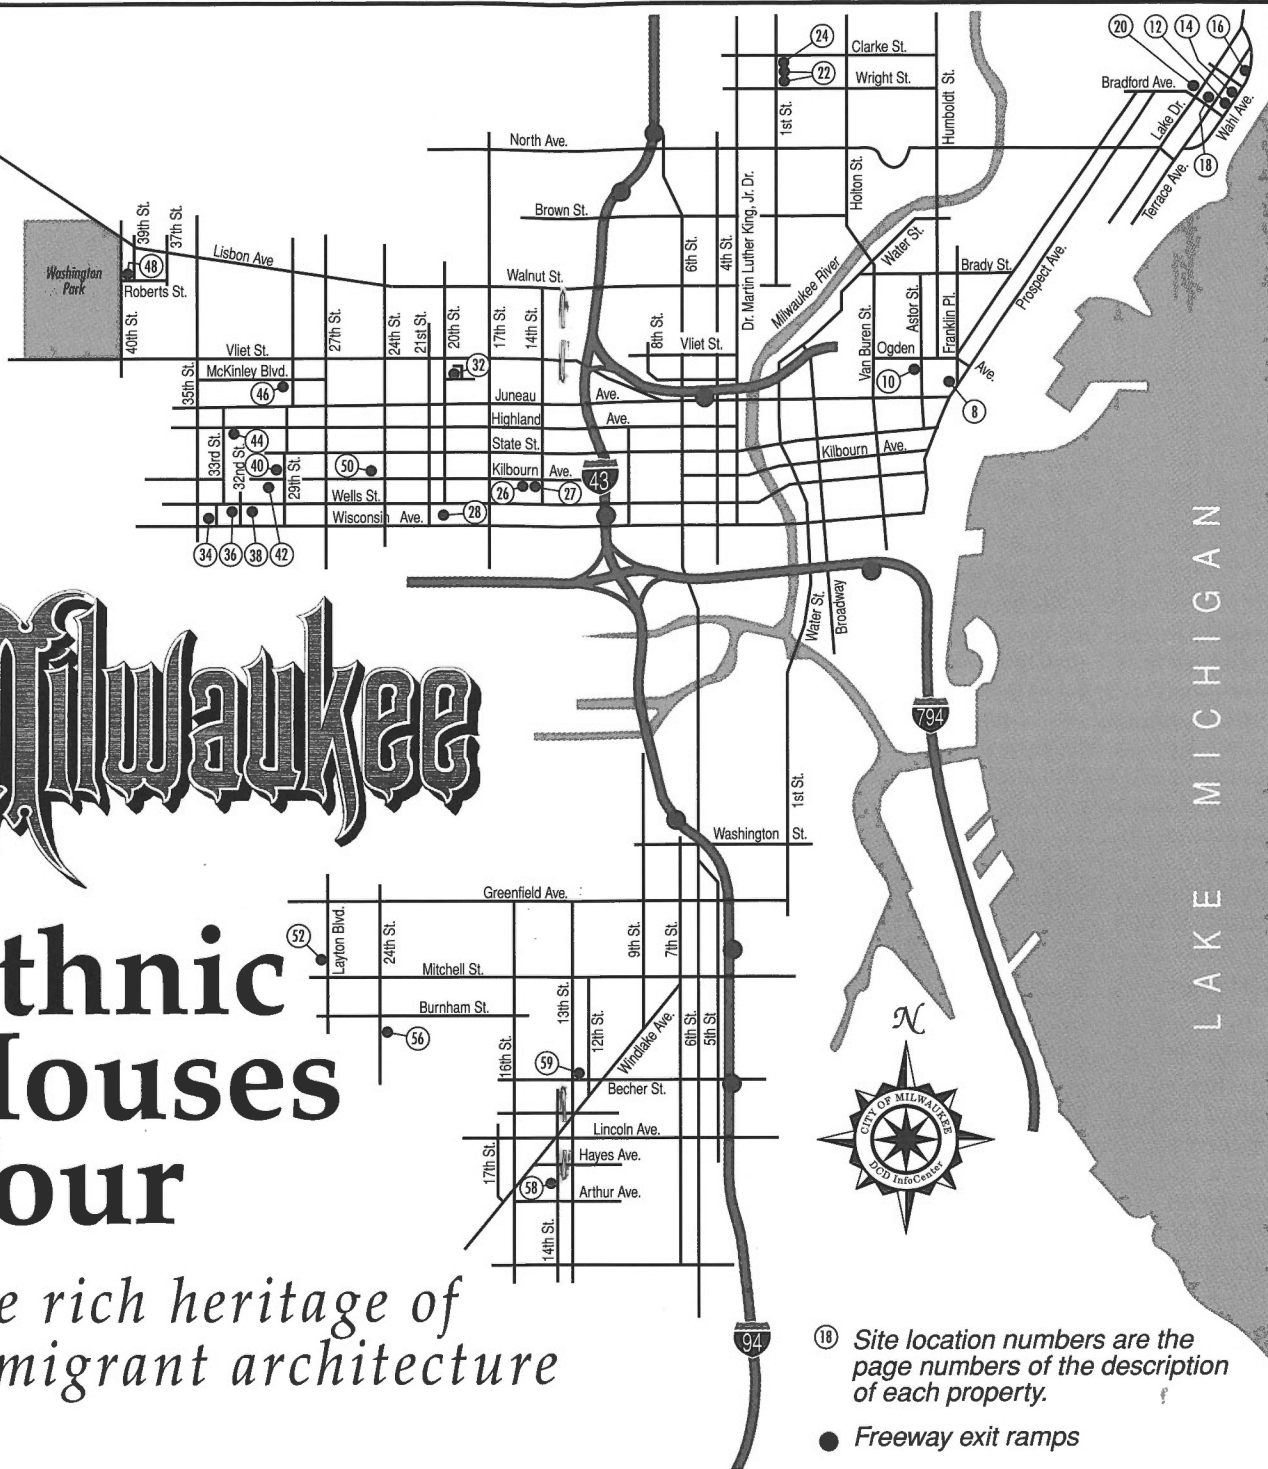 24
Clarke St.
22
Wright St.
1st St.
Humboldt St.
20
12
14
16
Bradford Ave.
Lake Dr.
Wahl Ave.
18
Terrace Ave.
North Ave.
Holton St.
Dr. Martin Luther King, Jr. Dr.
Brown St.
6th St.
4th St.
Water St.
Milwaukee River
Brady St.
Prospect Ave.
39th St.
37th St.
Lisbon Ave
Washington
Park
48
Roberts St.
Walnut St.
40th St.
27th St.
24th St.
21st St.
20th St.
17th St.
14th St.
8th St.
Vliet St.
Van Buren St.
Astor St.
Franklin Pl.
Ogden
Ave.
10
8
Vliet St.
McKinley Blvd.
46
32
35th St.
Juneau
Ave.
Highland
Ave.
State St.
33rd St.
44
32nd St.
40
29th St.
50
Kilbourn Ave.
26
27
43
Kilbourn Ave.
Wells St.
Wisconsin Ave.
28
34
36
38
42
Water St.
Broadway
LAKE MICHIGAN
794
Milwaukee
1st St.
Washington St.
Greenfield Ave.
52
Layton Blvd.
24th St.
9th St.
7th St.
Mitchell St.
thnic
Burnham St.
13th St.
12th St.
Windlake Ave.
6th St.
5th St.
56
16th St.
59
Becher St.
ouses
N
CITY OF MILWAUKEE
DCD InfoCenter
Lincoln Ave.
17th St.
Hayes Ave.
58
Arthur Ave.
our
14th St.
e rich heritage of
migrant architecture
94
18 Site location numbers are the
page numbers of the description
of each property.
Freeway exit ramps